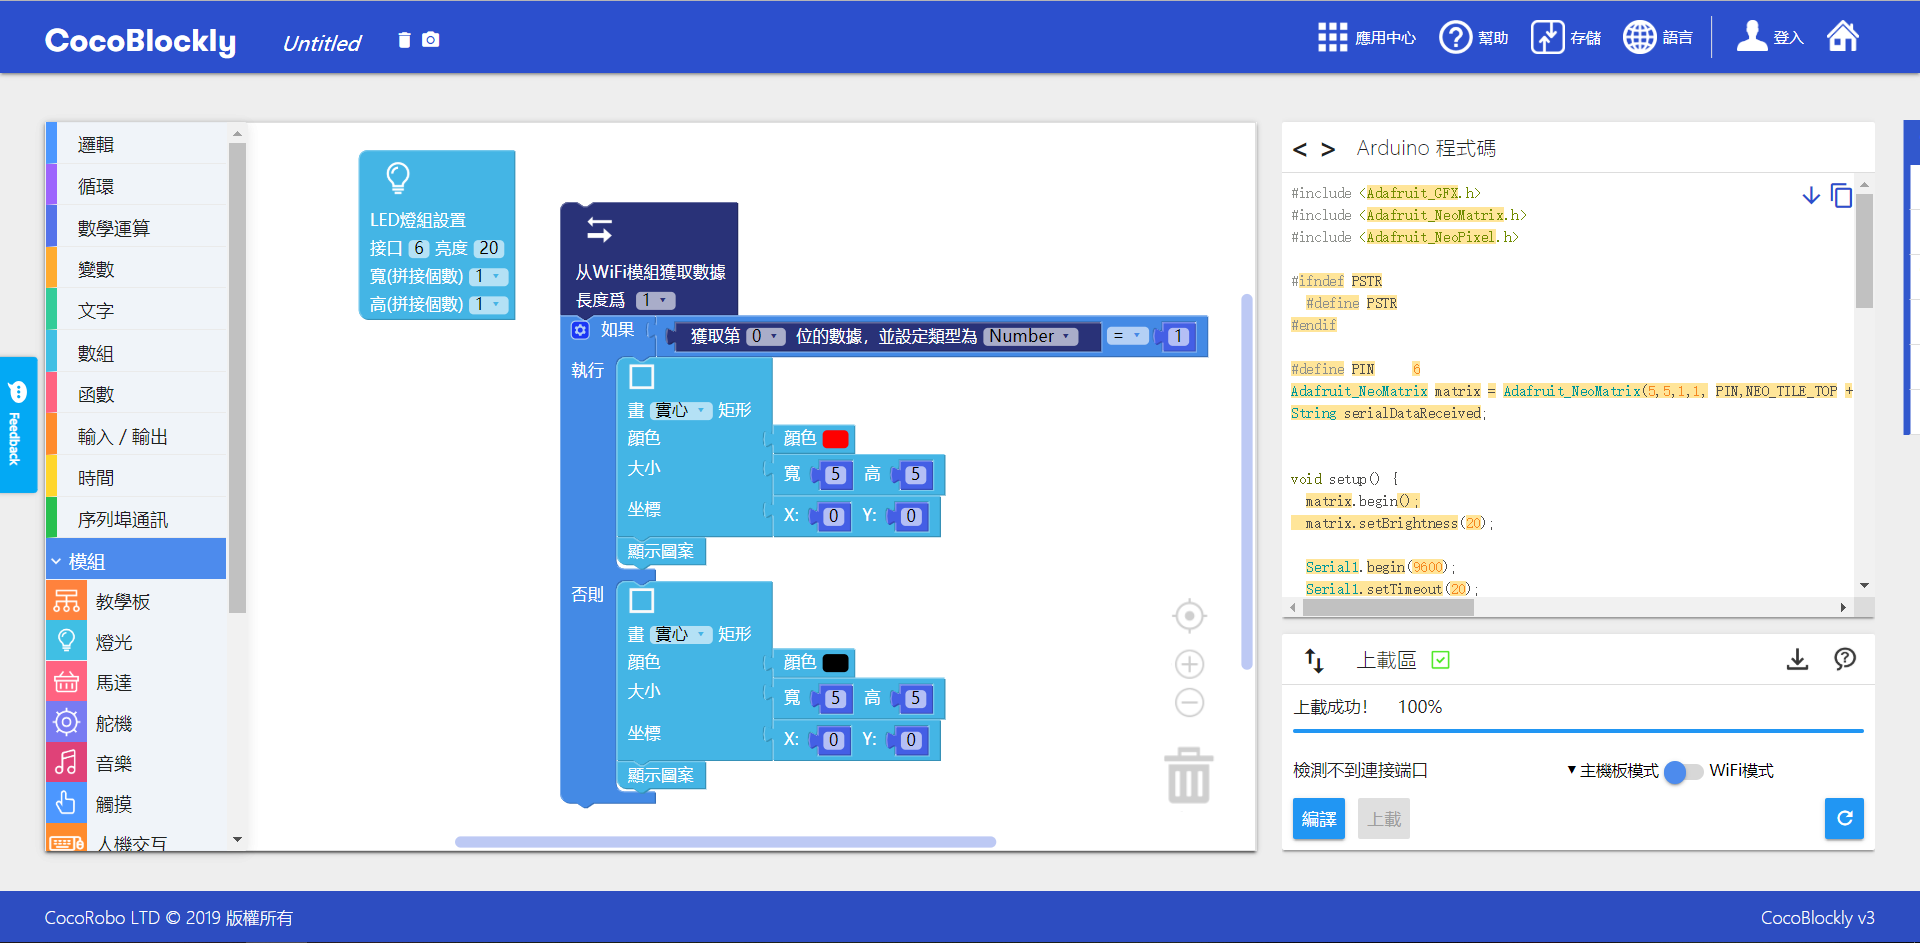 CocoBlockly
Untitled
應用中心
幫助
存儲
語言
登入
邏輯
循環
數學運算
變數
文字
數組
函數
輸入 / 輸出
時間
序列埠通訊
模組
教學板
燈光
馬達
舵機
音樂
觸摸
人機交互
Feedback
LED燈組設置
接口 6 亮度 20
寬(拼接個數) 1
高(拼接個數) 1
从WiFi模組獲取數據
長度爲 1
如果 獲取第 0 位的數據，並設定類型為 Number = 1
執行
畫 實心 矩形
顏色 顏色
大小 寬 5 高 5
坐標 X: 0 Y: 0
顯示圖案
否則
畫 實心 矩形
顏色 顏色
大小 寬 5 高 5
坐標 X: 0 Y: 0
顯示圖案
< > Arduino 程式碼
#include <Adafruit_GFX.h>
#include <Adafruit_NeoMatrix.h>
#include <Adafruit_NeoPixel.h>
#ifndef PSTR
#define PSTR
#endif
#define PIN 6
Adafruit_NeoMatrix matrix = Adafruit_NeoMatrix(5,5,1,1, PIN,NEO_TILE_TOP +
String serialDataReceived;
void setup() {
matrix.begin();
matrix.setBrightness(20);
Serial1.begin(9600);
Serial1.setTimeout(20);
上載區
上載成功! 100%
檢測不到連接端口
▼主機板模式 WiFi模式
編譯
上載
CocoRobo LTD © 2019 版權所有
CocoBlockly v3